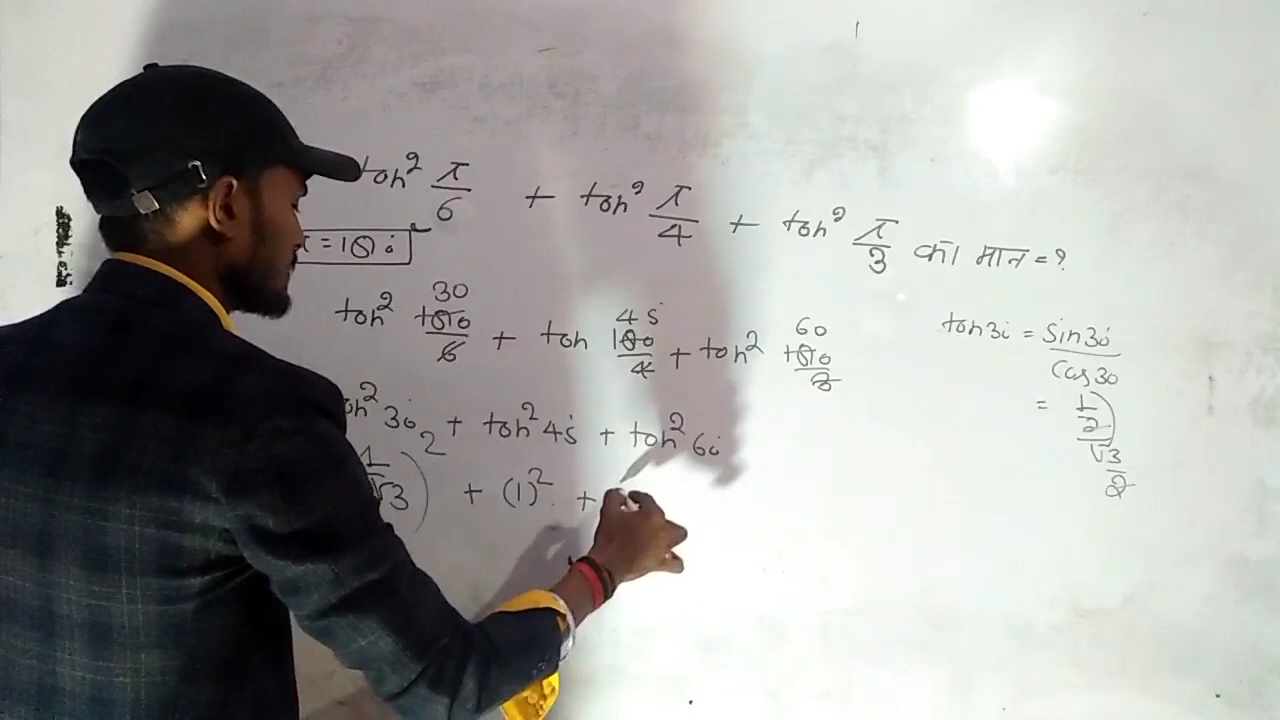 tan² π/6 + tan² π/4 + tan² π/3 का मान = ?
π = 180°
tan² 180/6 30 + tan 180/4 45 + tan² 180/3 60
tan² 30 + tan² 45 + tan² 60
(1/√3)² + (1)² +
tan 30 = sin 30 / cos 30
= 1/2 / √3/2